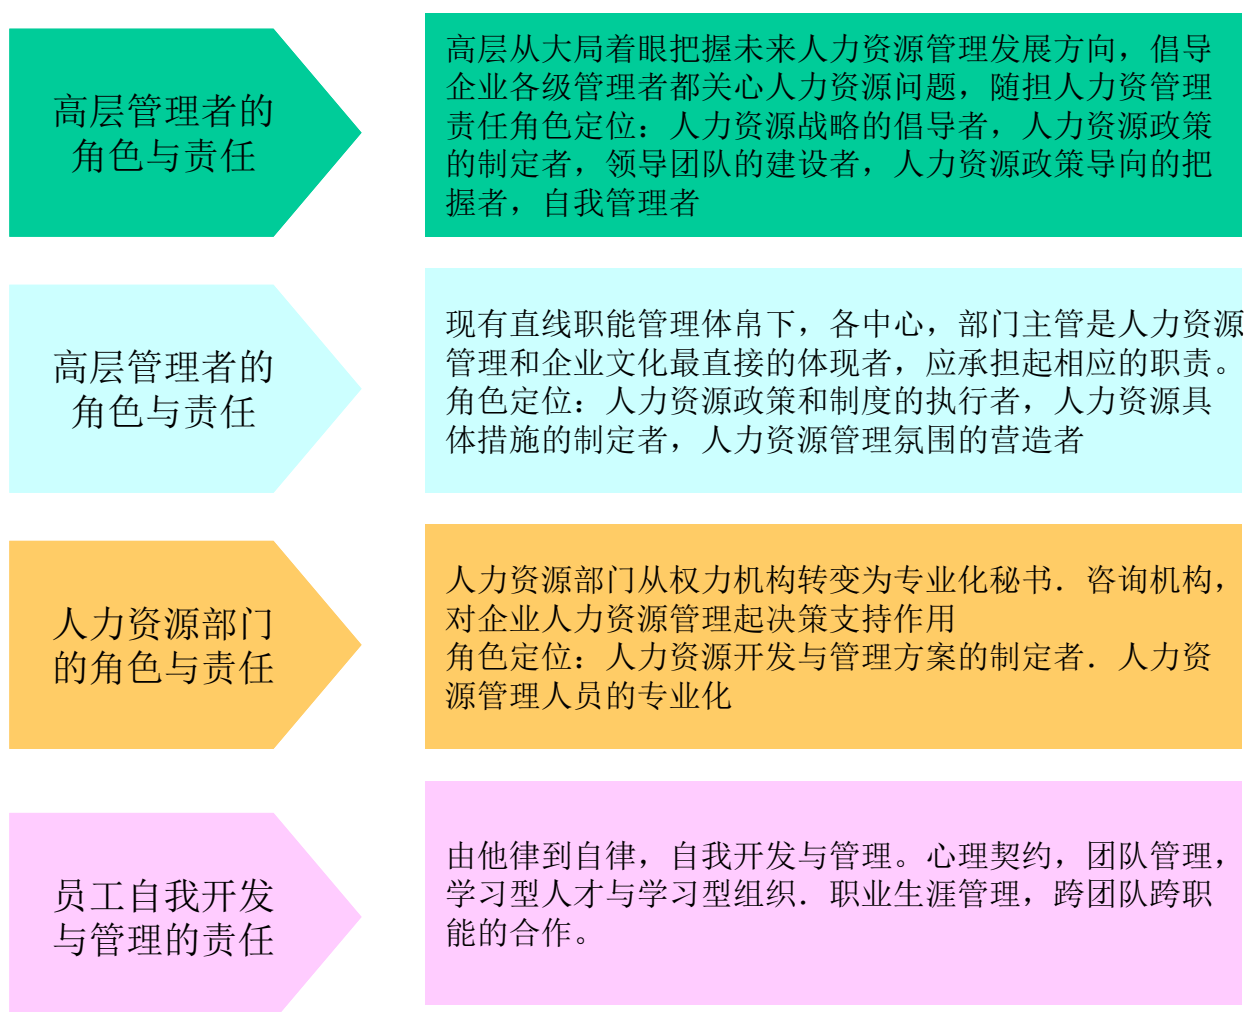 高层管理者的
角色与责任
高层从大局着眼把握未来人力资源管理发展方向，倡导
企业各级管理者都关心人力资源问题，随担人力资管理
责任角色定位：人力资源战略的倡导者，人力资源政策
的制定者，领导团队的建设者，人力资源政策导向的把
握者，自我管理者
高层管理者的
角色与责任
现有直线职能管理体帛下，各中心，部门主管是人力资源
管理和企业文化最直接的体现者，应承担起相应的职责。
角色定位：人力资源政策和制度的执行者，人力资源具
体措施的制定者，人力资源管理氛围的营造者
人力资源部门
的角色与责任
人力资源部门从权力机构转变为专业化秘书．咨询机构，
对企业人力资源管理起决策支持作用
角色定位：人力资源开发与管理方案的制定者．人力资
源管理人员的专业化
员工自我开发
与管理的责任
由他律到自律，自我开发与管理。心理契约，团队管理，
学习型人才与学习型组织．职业生涯管理，跨团队跨职
能的合作。